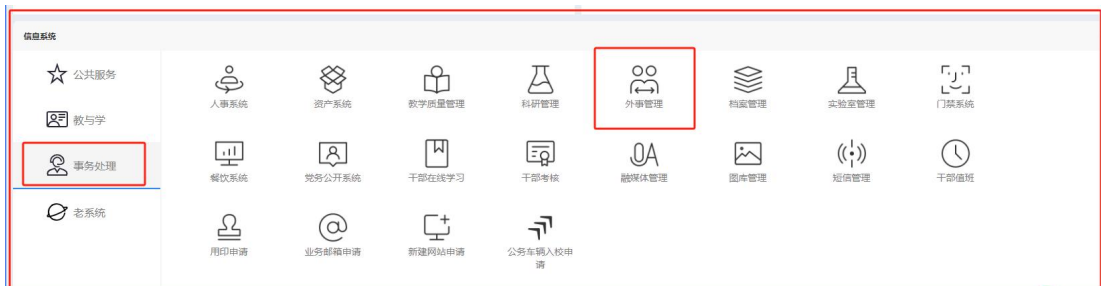 信息系统
公共服务
教与学
事务处理
老系统
人事系统 资产系统 教学质量管理 科研管理 外事管理 档案管理 实验室管理 门禁系统
餐饮系统 党务公开系统 干部在线学习 干部考核 融媒体管理 图库管理 短信管理 干部值班
用印申请 业务邮箱申请 新建网站申请 公务车辆入校申
请